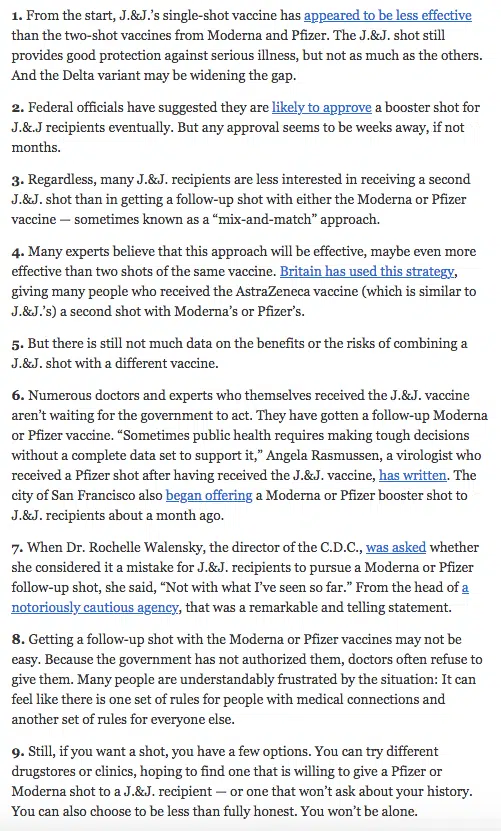 1. From the start, J.&J.'s single-shot vaccine has appeared to be less effective
than the two-shot vaccines from Moderna and Pfizer. The J.&J. shot still
provides good protection against serious illness, but not as much as the others.
And the Delta variant may be widening the gap.
2. Federal officials have suggested they are likely to approve a booster shot for
J.&.J recipients eventually. But any approval seems to be weeks away, if not
months.
3. Regardless, many J.&J. recipients are less interested in receiving a second
J.&J. shot than in getting a follow-up shot with either the Moderna or Pfizer
vaccine — sometimes known as a “mix-and-match” approach.
4. Many experts believe that this approach will be effective, maybe even more
effective than two shots of the same vaccine. Britain has used this strategy,
giving many people who received the AstraZeneca vaccine (which is similar to
J.&J.'s) a second shot with Moderna's or Pfizer's.
5. But there is still not much data on the benefits or the risks of combining a
J.&J. shot with a different vaccine.
6. Numerous doctors and experts who themselves received the J.&J. vaccine
aren't waiting for the government to act. They have gotten a follow-up Moderna
or Pfizer vaccine. “Sometimes public health requires making tough decisions
without a complete data set to support it,” Angela Rasmussen, a virologist who
received a Pfizer shot after having received the J.&J. vaccine, has written. The
city of San Francisco also began offering a Moderna or Pfizer booster shot to
J.&J. recipients about a month ago.
7. When Dr. Rochelle Walensky, the director of the C.D.C., was asked whether
she considered it a mistake for J.&J. recipients to pursue a Moderna or Pfizer
follow-up shot, she said, “Not with what I've seen so far.” From the head of a
notoriously cautious agency, that was a remarkable and telling statement.
8. Getting a follow-up shot with the Moderna or Pfizer vaccines may not be
easy. Because the government has not authorized them, doctors often refuse to
give them. Many people are understandably frustrated by the situation: It can
feel like there is one set of rules for people with medical connections and
another set of rules for everyone else.
9. Still, if you want a shot, you have a few options. You can try different
drugstores or clinics, hoping to find one that is willing to give a Pfizer or
Moderna shot to a J.&J. recipient — or one that won't ask about your history.
You can also choose to be less than fully honest. You won't be alone.